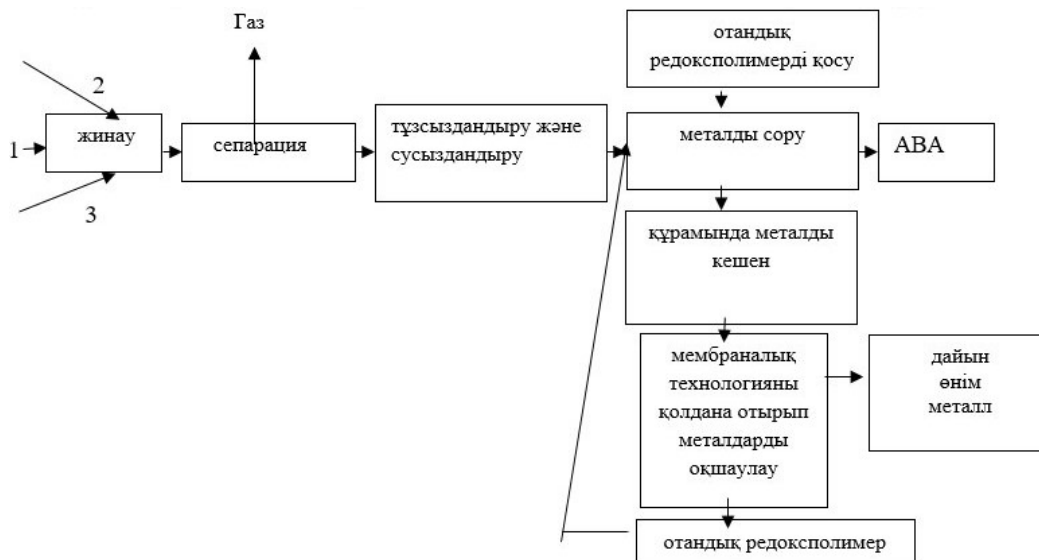 Газ
отандық
редоксполимерді қосу
2
1
жинау
3
сепарация
тұзсыздандыру және
сусыздандыру
металды сору
АВА
құрамында металды
кешен
мембраналық
технологияны
қолдана отырып
металдарды
оқшаулау
дайын
өнім
металл
отандық редоксполимер